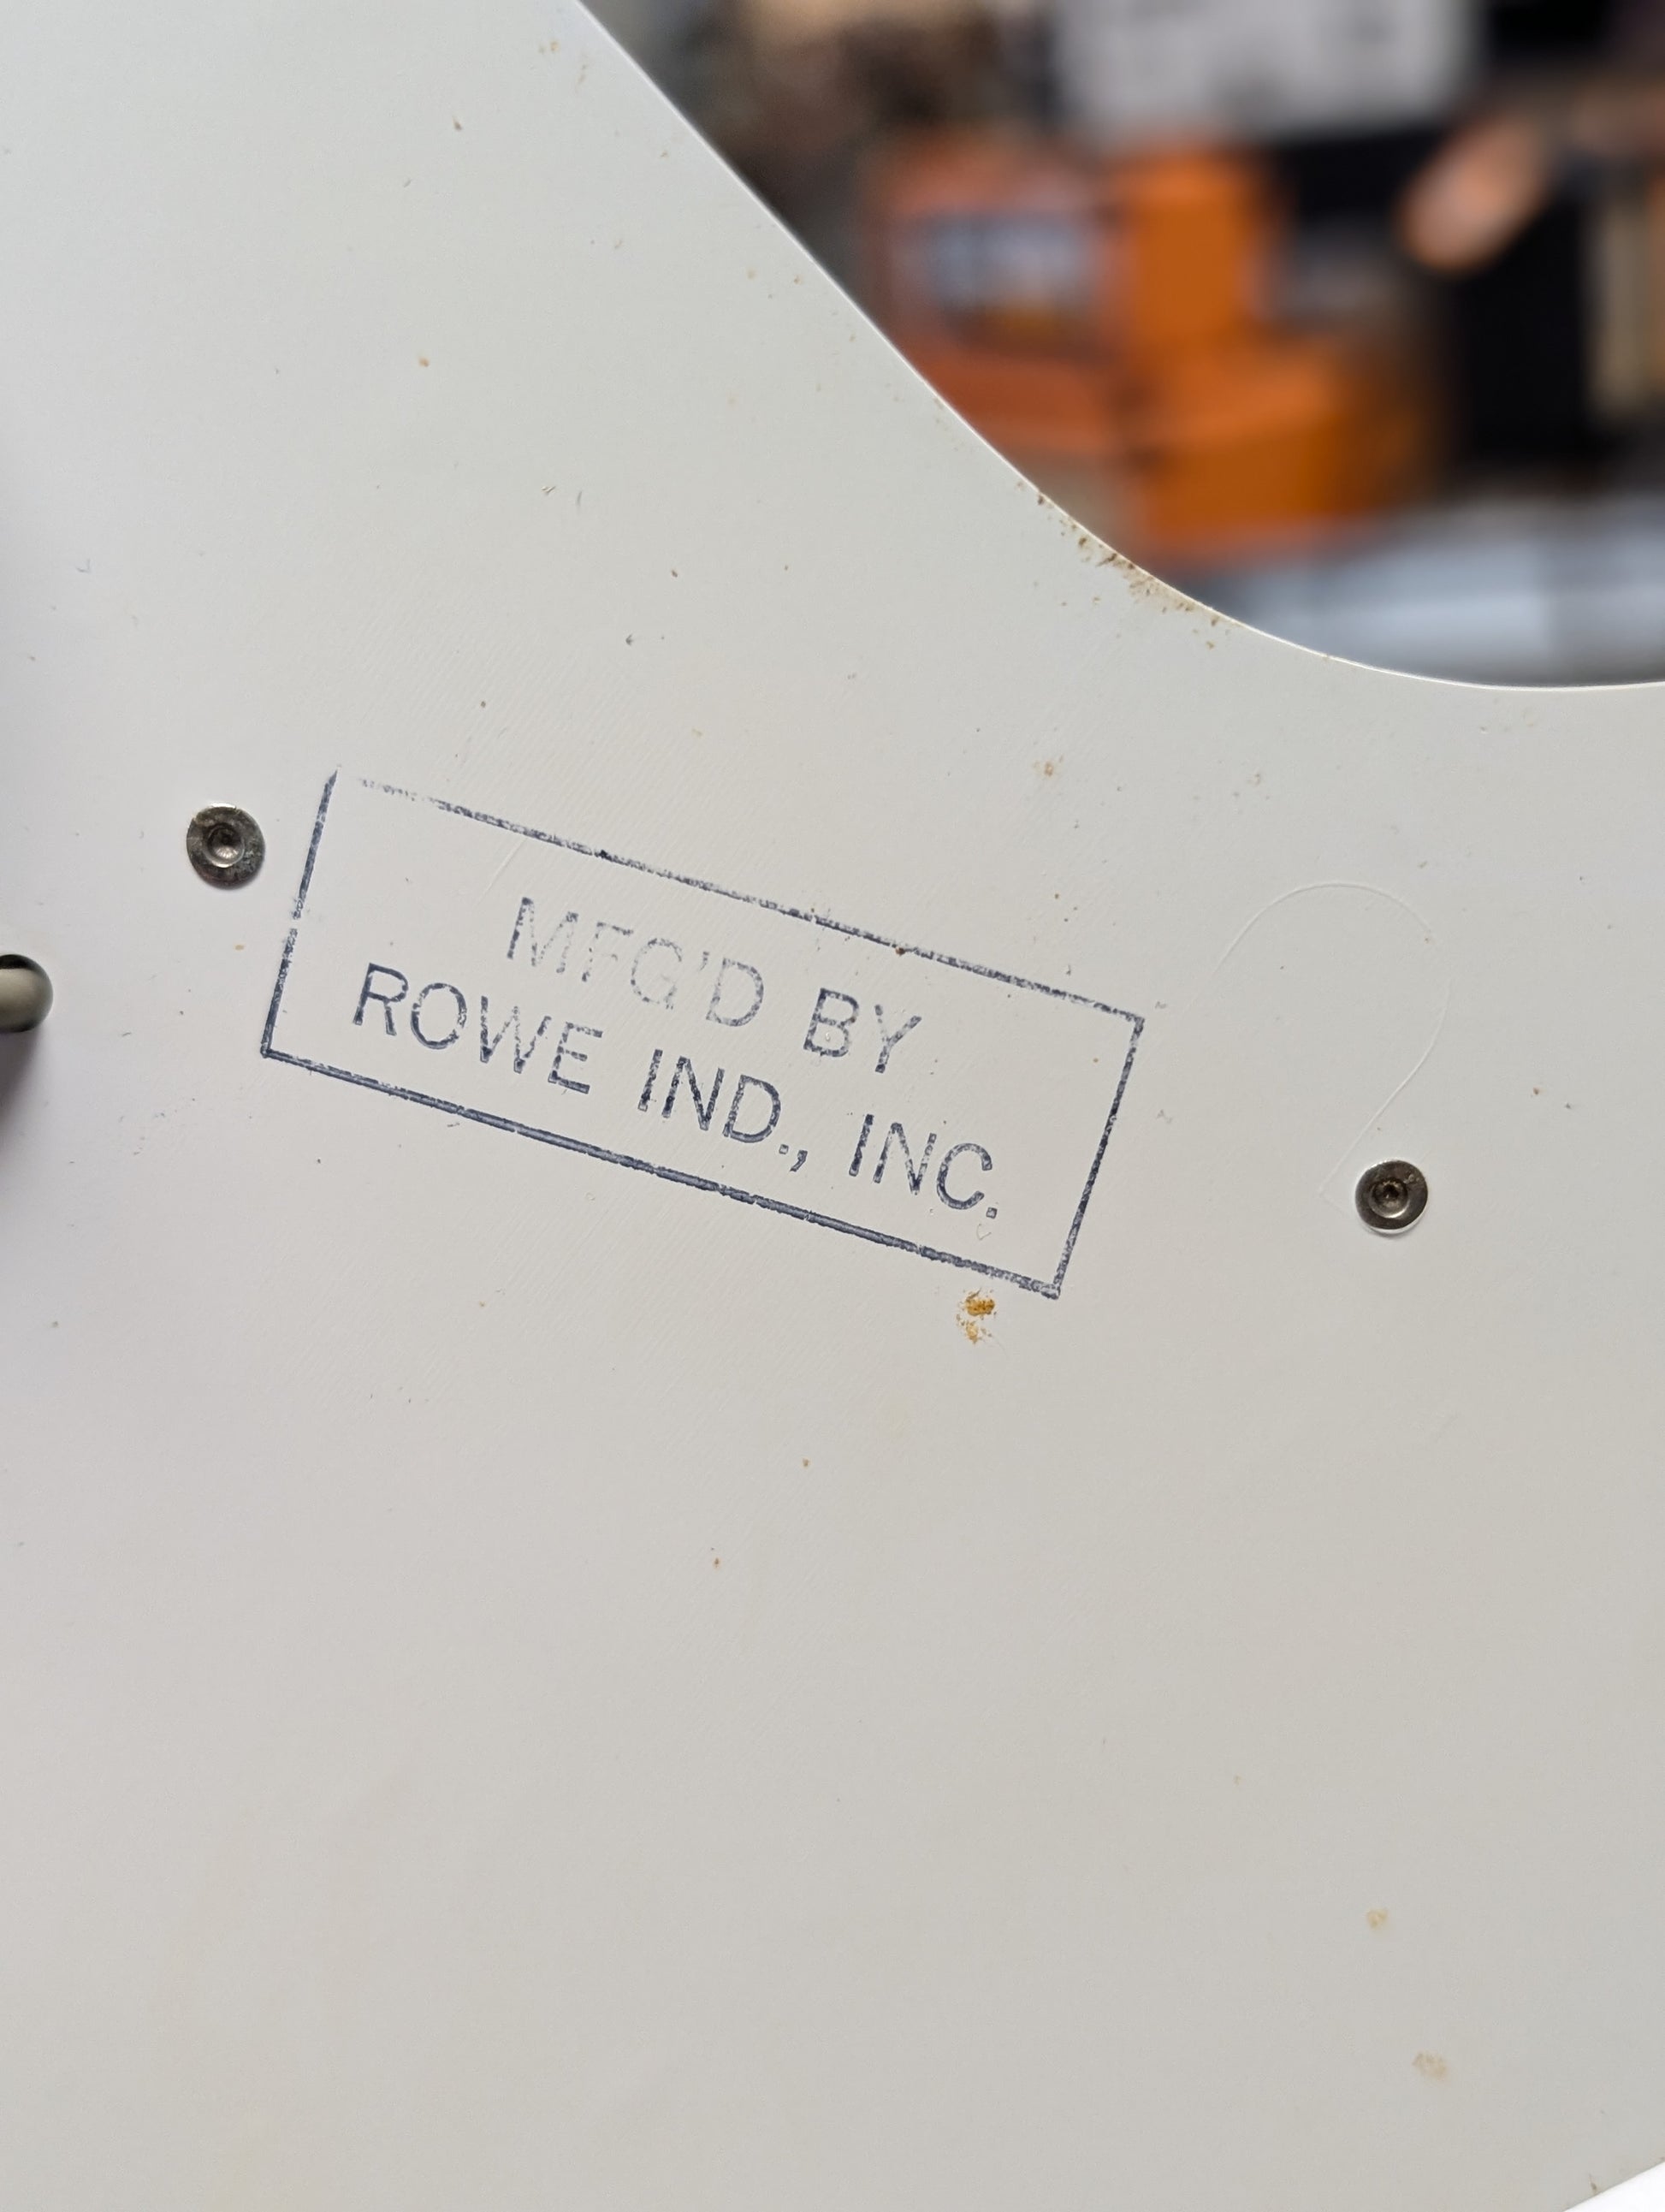 MFG'D BY
ROWE IND., INC.